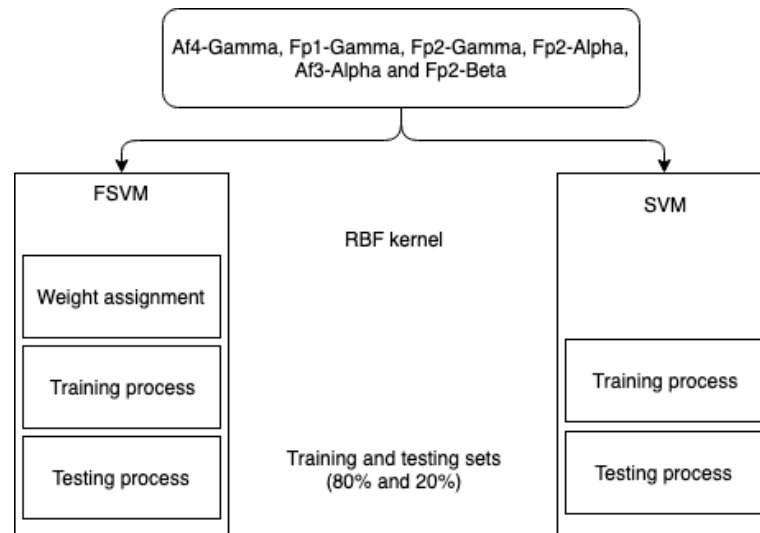 Af4-Gamma, Fp1-Gamma, Fp2-Gamma, Fp2-Alpha,
Af3-Alpha and Fp2-Beta
FSVM
SVM
RBF kernel
Weight assignment
Training process
Training process
Testing process
Training and testing sets
(80% and 20%)
Testing process